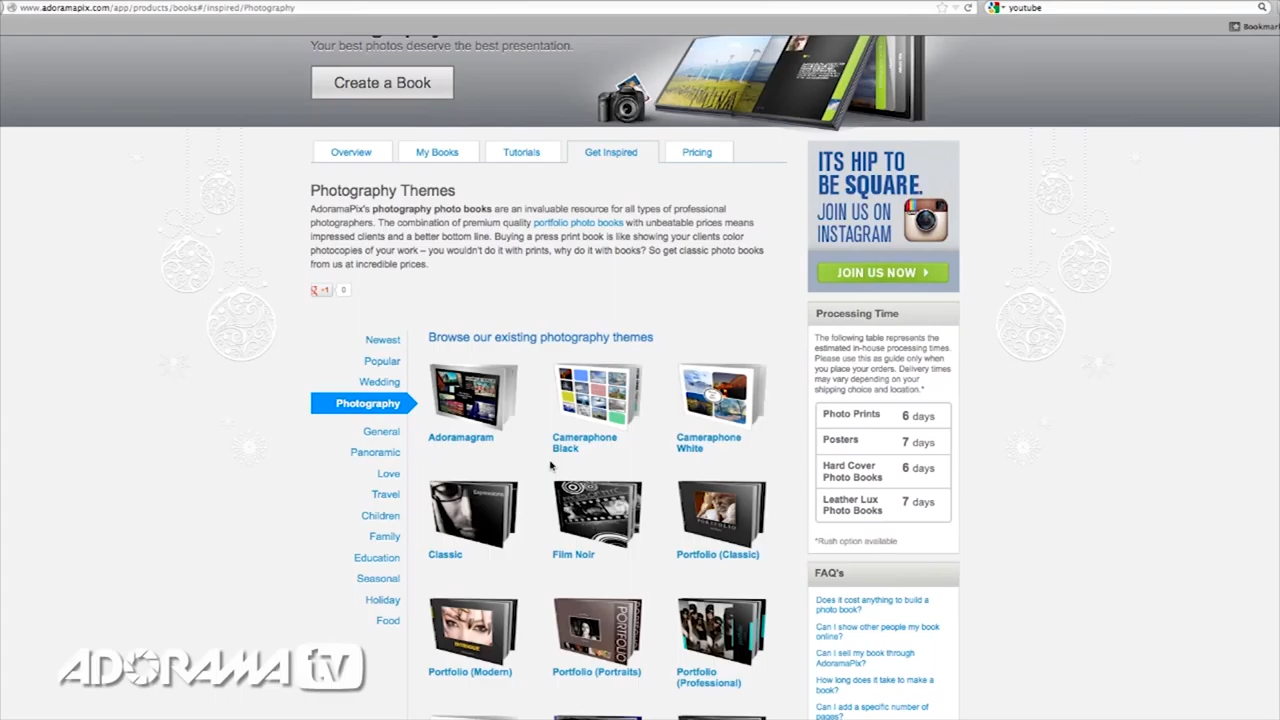 www.adoramapix.com/app/products/books#/inspired/Photography
youtube
Bookmar
Your best photos deserve the best presentation.
Create a Book
Overview
My Books
Tutorials
Get Inspired
Pricing
Photography Themes
AdoramaPix's photography photo books are an invaluable resource for all types of professional
photographers. The combination of premium quality portfolio photo books with unbeatable prices means
impressed clients and a better bottom line. Buying a press print book is like showing your clients color
photocopies of your work – you wouldn't do it with prints, why do it with books? So get classic photo books
from us at incredible prices.
+1
0
Newest
Popular
Wedding
Photography
General
Panoramic
Love
Travel
Children
Family
Education
Seasonal
Holiday
Food
Browse our existing photography themes
Adoramagram
Cameraphone
Black
Cameraphone
White
Expressions
PORTFOLIO
Classic
Film Noir
Portfolio (Classic)
PORTFOLIO
Portfolio (Modern)
Portfolio (Portraits)
Portfolio
(Professional)
ITS HIP TO
BE SQUARE.
JOIN US ON
INSTAGRAM
JOIN US NOW
Processing Time
The following table represents the
estimated in-house processing times.
Please use this as guide only when
you place your orders. Delivery times
may vary depending on your
shipping choice and location.*
Photo Prints 6 days
Posters 7 days
Hard Cover
Photo Books 6 days
Leather Lux
Photo Books 7 days
*Rush option available
FAQ's
Does it cost anything to build a
photo book?
Can I show other people my book
online?
Can I sell my book through
AdoramaPix?
How long does it take to make a
book?
Can I add a specific number of
pages?
ADORAMA tv